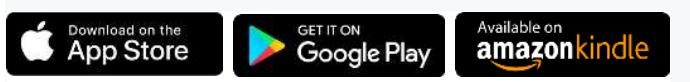 Download on the
App Store
GET IT ON
Google Play
Available on
amazonkindle